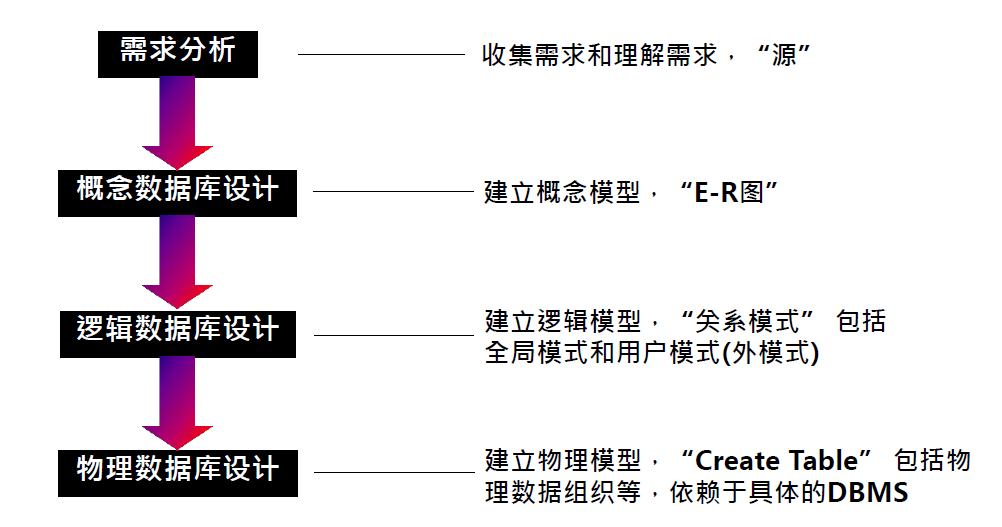 需求分析
收集需求和理解需求，“源”
概念数据库设计
建立概念模型，“E-R图”
逻辑数据库设计
建立逻辑模型，“关系模式” 包括
全局模式和用户模式(外模式)
物理数据库设计
建立物理模型，“Create Table” 包括物
理数据组织等，依赖于具体的DBMS